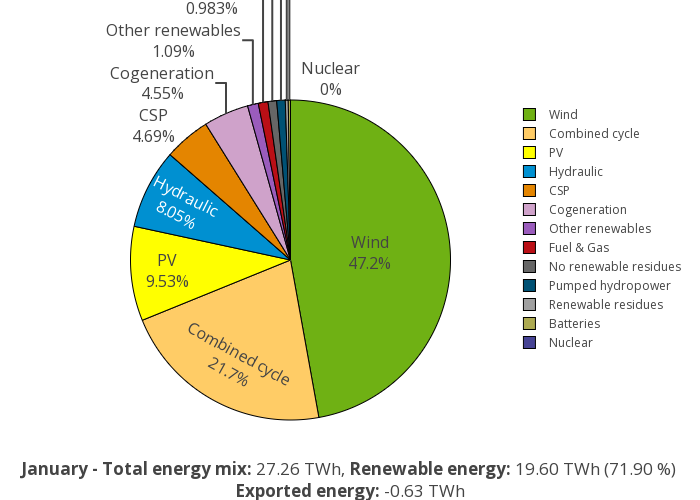 0.983%
Other renewables
1.09%
Cogeneration
4.55%
CSP
4.69%
Nuclear
0%
Hydraulic
8.05%
PV
9.53%
Wind
47.2%
Combined cycle
21.7%
Wind
Combined cycle
PV
Hydraulic
CSP
Cogeneration
Other renewables
Fuel & Gas
No renewable residues
Pumped hydropower
Renewable residues
Batteries
Nuclear
January - Total energy mix: 27.26 TWh, Renewable energy: 19.60 TWh (71.90 %)
Exported energy: -0.63 TWh